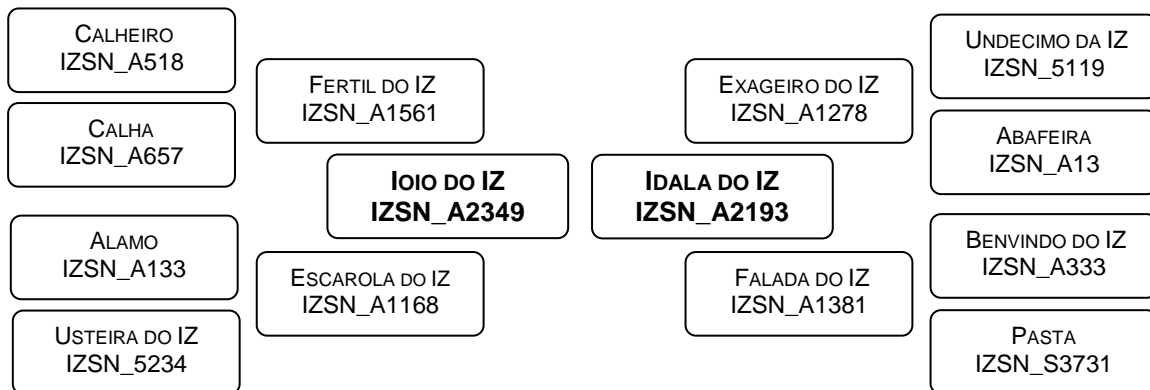 CALHEIRO
IZSN_A518
UNDECIMO DA IZ
IZSN_5119
FERTIL DO IZ
IZSN_A1561
EXAGEIRO DO IZ
IZSN_A1278
CALHA
IZSN_A657
ABAFEIRA
IZSN_A13
IOIO DO IZ
IZSN_A2349
IDALA DO IZ
IZSN_A2193
ALAMO
IZSN_A133
BENVINDO DO IZ
IZSN_A333
ESCAROLA DO IZ
IZSN_A1168
FALADA DO IZ
IZSN_A1381
USTEIRA DO IZ
IZSN_5234
PASTA
IZSN_S3731